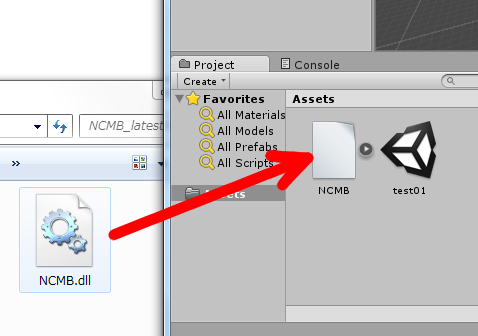 Project
Console
Create
NCMB_latest
Favorites
All Materials
All Models
All Prefabs
All Scripts
Assets
Assets
NCMB
test01
»
NCMB.dll